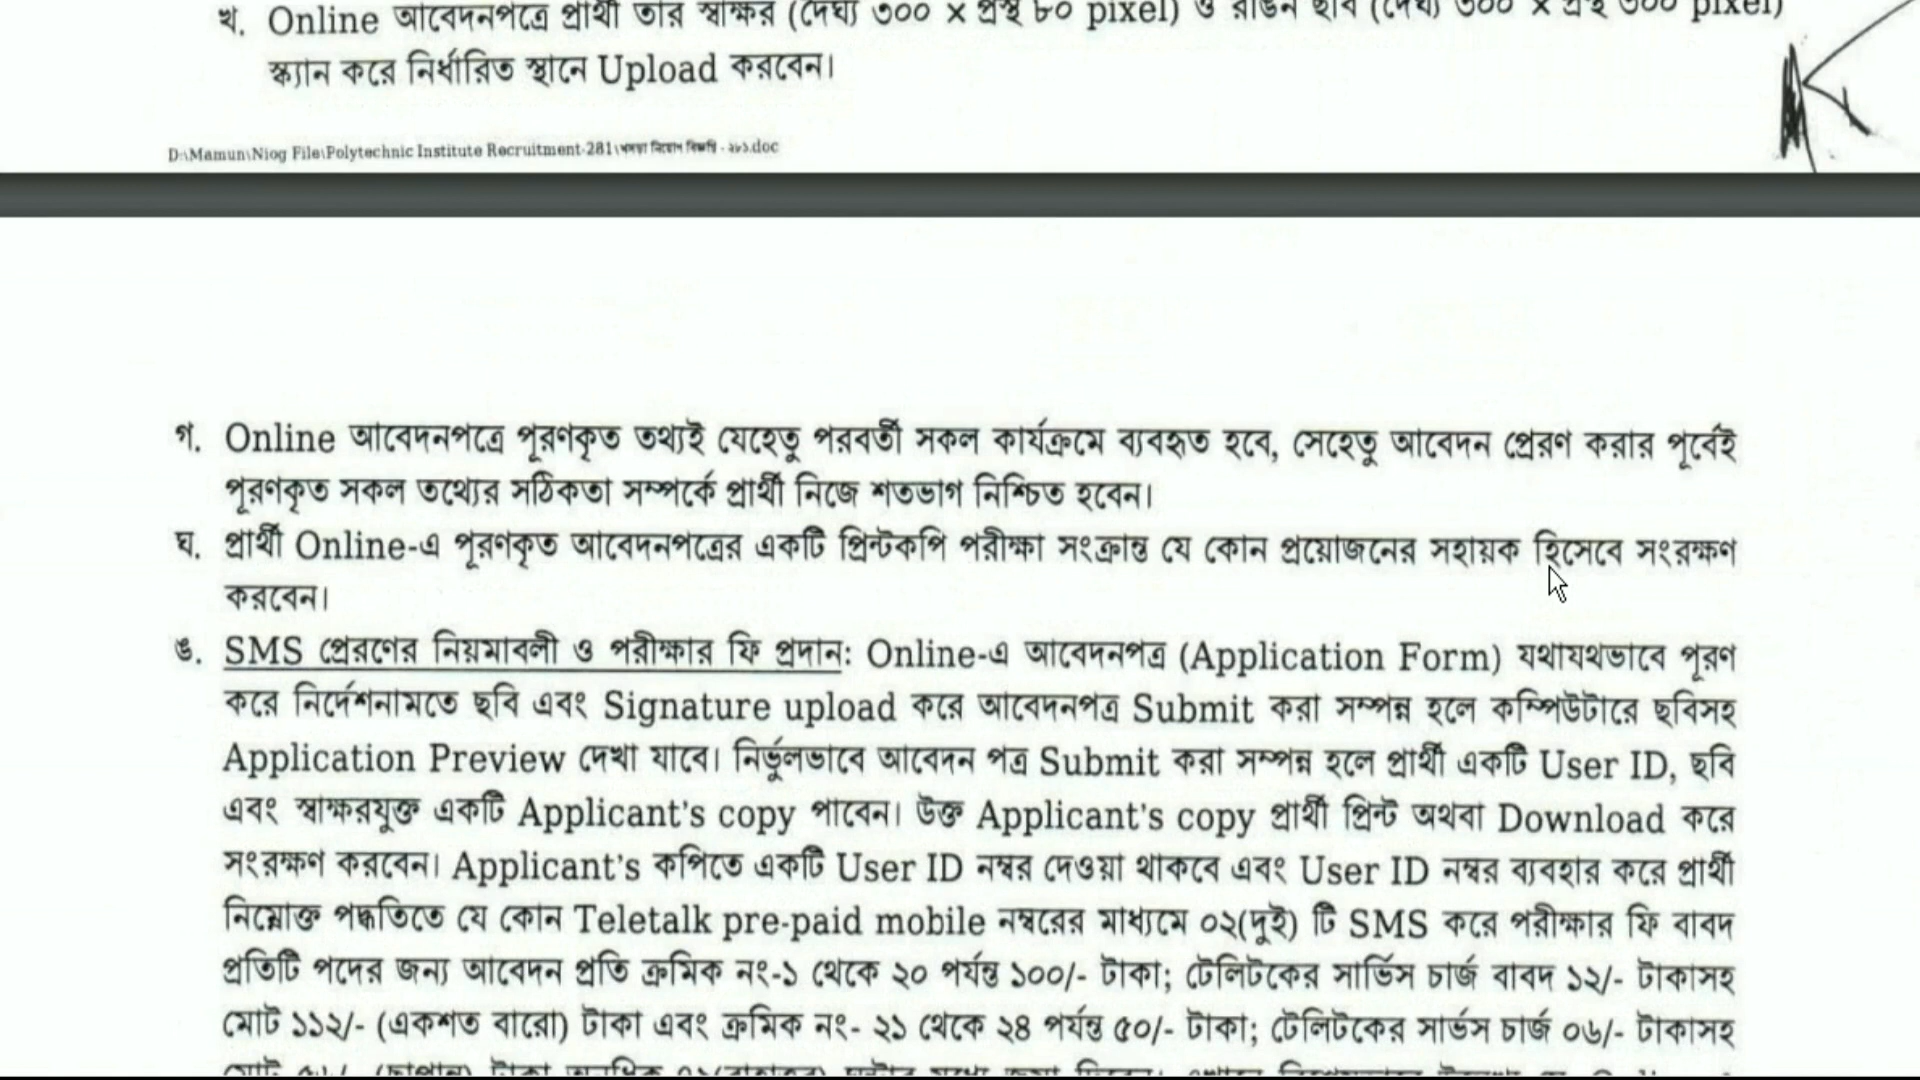 খ. Online আবেদনপত্রে প্রার্থী তার স্বাক্ষর (দৈর্ঘ্য ৩০০ × প্রস্থ ৮০ pixel) ও রঙিন ছবি (দৈর্ঘ্য ৩০০ × প্রস্থ ৩০০ pixel)
স্ক্যান করে নির্ধারিত স্থানে Upload করবেন।
D:\Mamun\Niog File\Polytechnic Institute Recruitment-281\খসড়া নিয়োগ বিজ্ঞপ্তি - ২৮১.doc
গ. Online আবেদনপত্রে পূরণকৃত তথ্যই যেহেতু পরবর্তী সকল কার্যক্রমে ব্যবহৃত হবে, সেহেতু আবেদন প্রেরণ করার পূর্বেই
পূরণকৃত সকল তথ্যের সঠিকতা সম্পর্কে প্রার্থী নিজে শতভাগ নিশ্চিত হবেন।
ঘ. প্রার্থী Online-এ পূরণকৃত আবেদনপত্রের একটি প্রিন্টকপি পরীক্ষা সংক্রান্ত যে কোন প্রয়োজনের সহায়ক হিসেবে সংরক্ষণ
করবেন।
ঙ. SMS প্রেরণের নিয়মাবলী ও পরীক্ষার ফি প্রদান: Online-এ আবেদনপত্র (Application Form) যথাযথভাবে পূরণ
করে নির্দেশনামতে ছবি এবং Signature upload করে আবেদনপত্র Submit করা সম্পন্ন হলে কম্পিউটারে ছবিসহ
Application Preview দেখা যাবে। নির্ভুলভাবে আবেদন পত্র Submit করা সম্পন্ন হলে প্রার্থী একটি User ID, ছবি
এবং স্বাক্ষরযুক্ত একটি Applicant's copy পাবেন। উক্ত Applicant's copy প্রার্থী প্রিন্ট অথবা Download করে
সংরক্ষণ করবেন। Applicant's কপিতে একটি User ID নম্বর দেওয়া থাকবে এবং User ID নম্বর ব্যবহার করে প্রার্থী
নিম্নোক্ত পদ্ধতিতে যে কোন Teletalk pre-paid mobile নম্বরের মাধ্যমে ০২(দুই) টি SMS করে পরীক্ষার ফি বাবদ
প্রতিটি পদের জন্য আবেদন প্রতি ক্রমিক নং-১ থেকে ২০ পর্যন্ত ১০০/- টাকা; টেলিটকের সার্ভিস চার্জ বাবদ ১২/- টাকাসহ
মোট ১১২/- (একশত বারো) টাকা এবং ক্রমিক নং- ২১ থেকে ২৪ পর্যন্ত ৫০/- টাকা; টেলিটকের সার্ভস চার্জ ০৬/- টাকাসহ